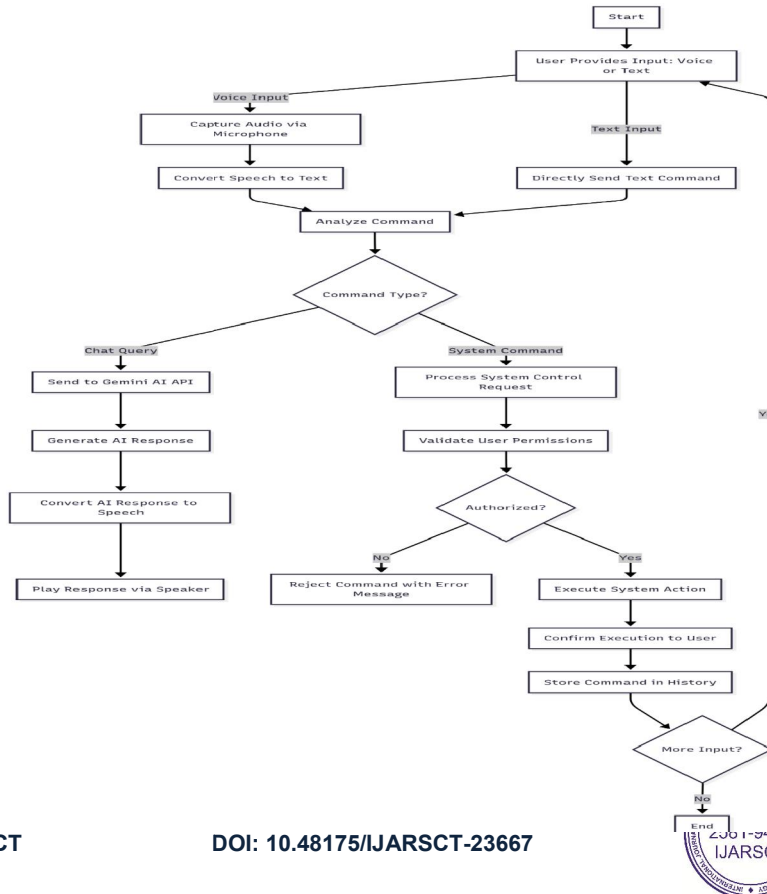 Start
User Provides Input: Voice
or Text
Voice Input
Text Input
Capture Audio via
Microphone
Convert Speech to Text
Directly Send Text Command
Analyze Command
Command Type?
Chat Query
System Command
Send to Gemini AI API
Process System Control
Request
Generate AI Response
Validate User Permissions
Convert AI Response to
Speech
Authorized?
No
Yes
Play Response via Speaker
Reject Command with Error
Message
Execute System Action
Confirm Execution to User
Store Command in History
More Input?
No
End
CT
DOI: 10.48175/IJARSCT-23667